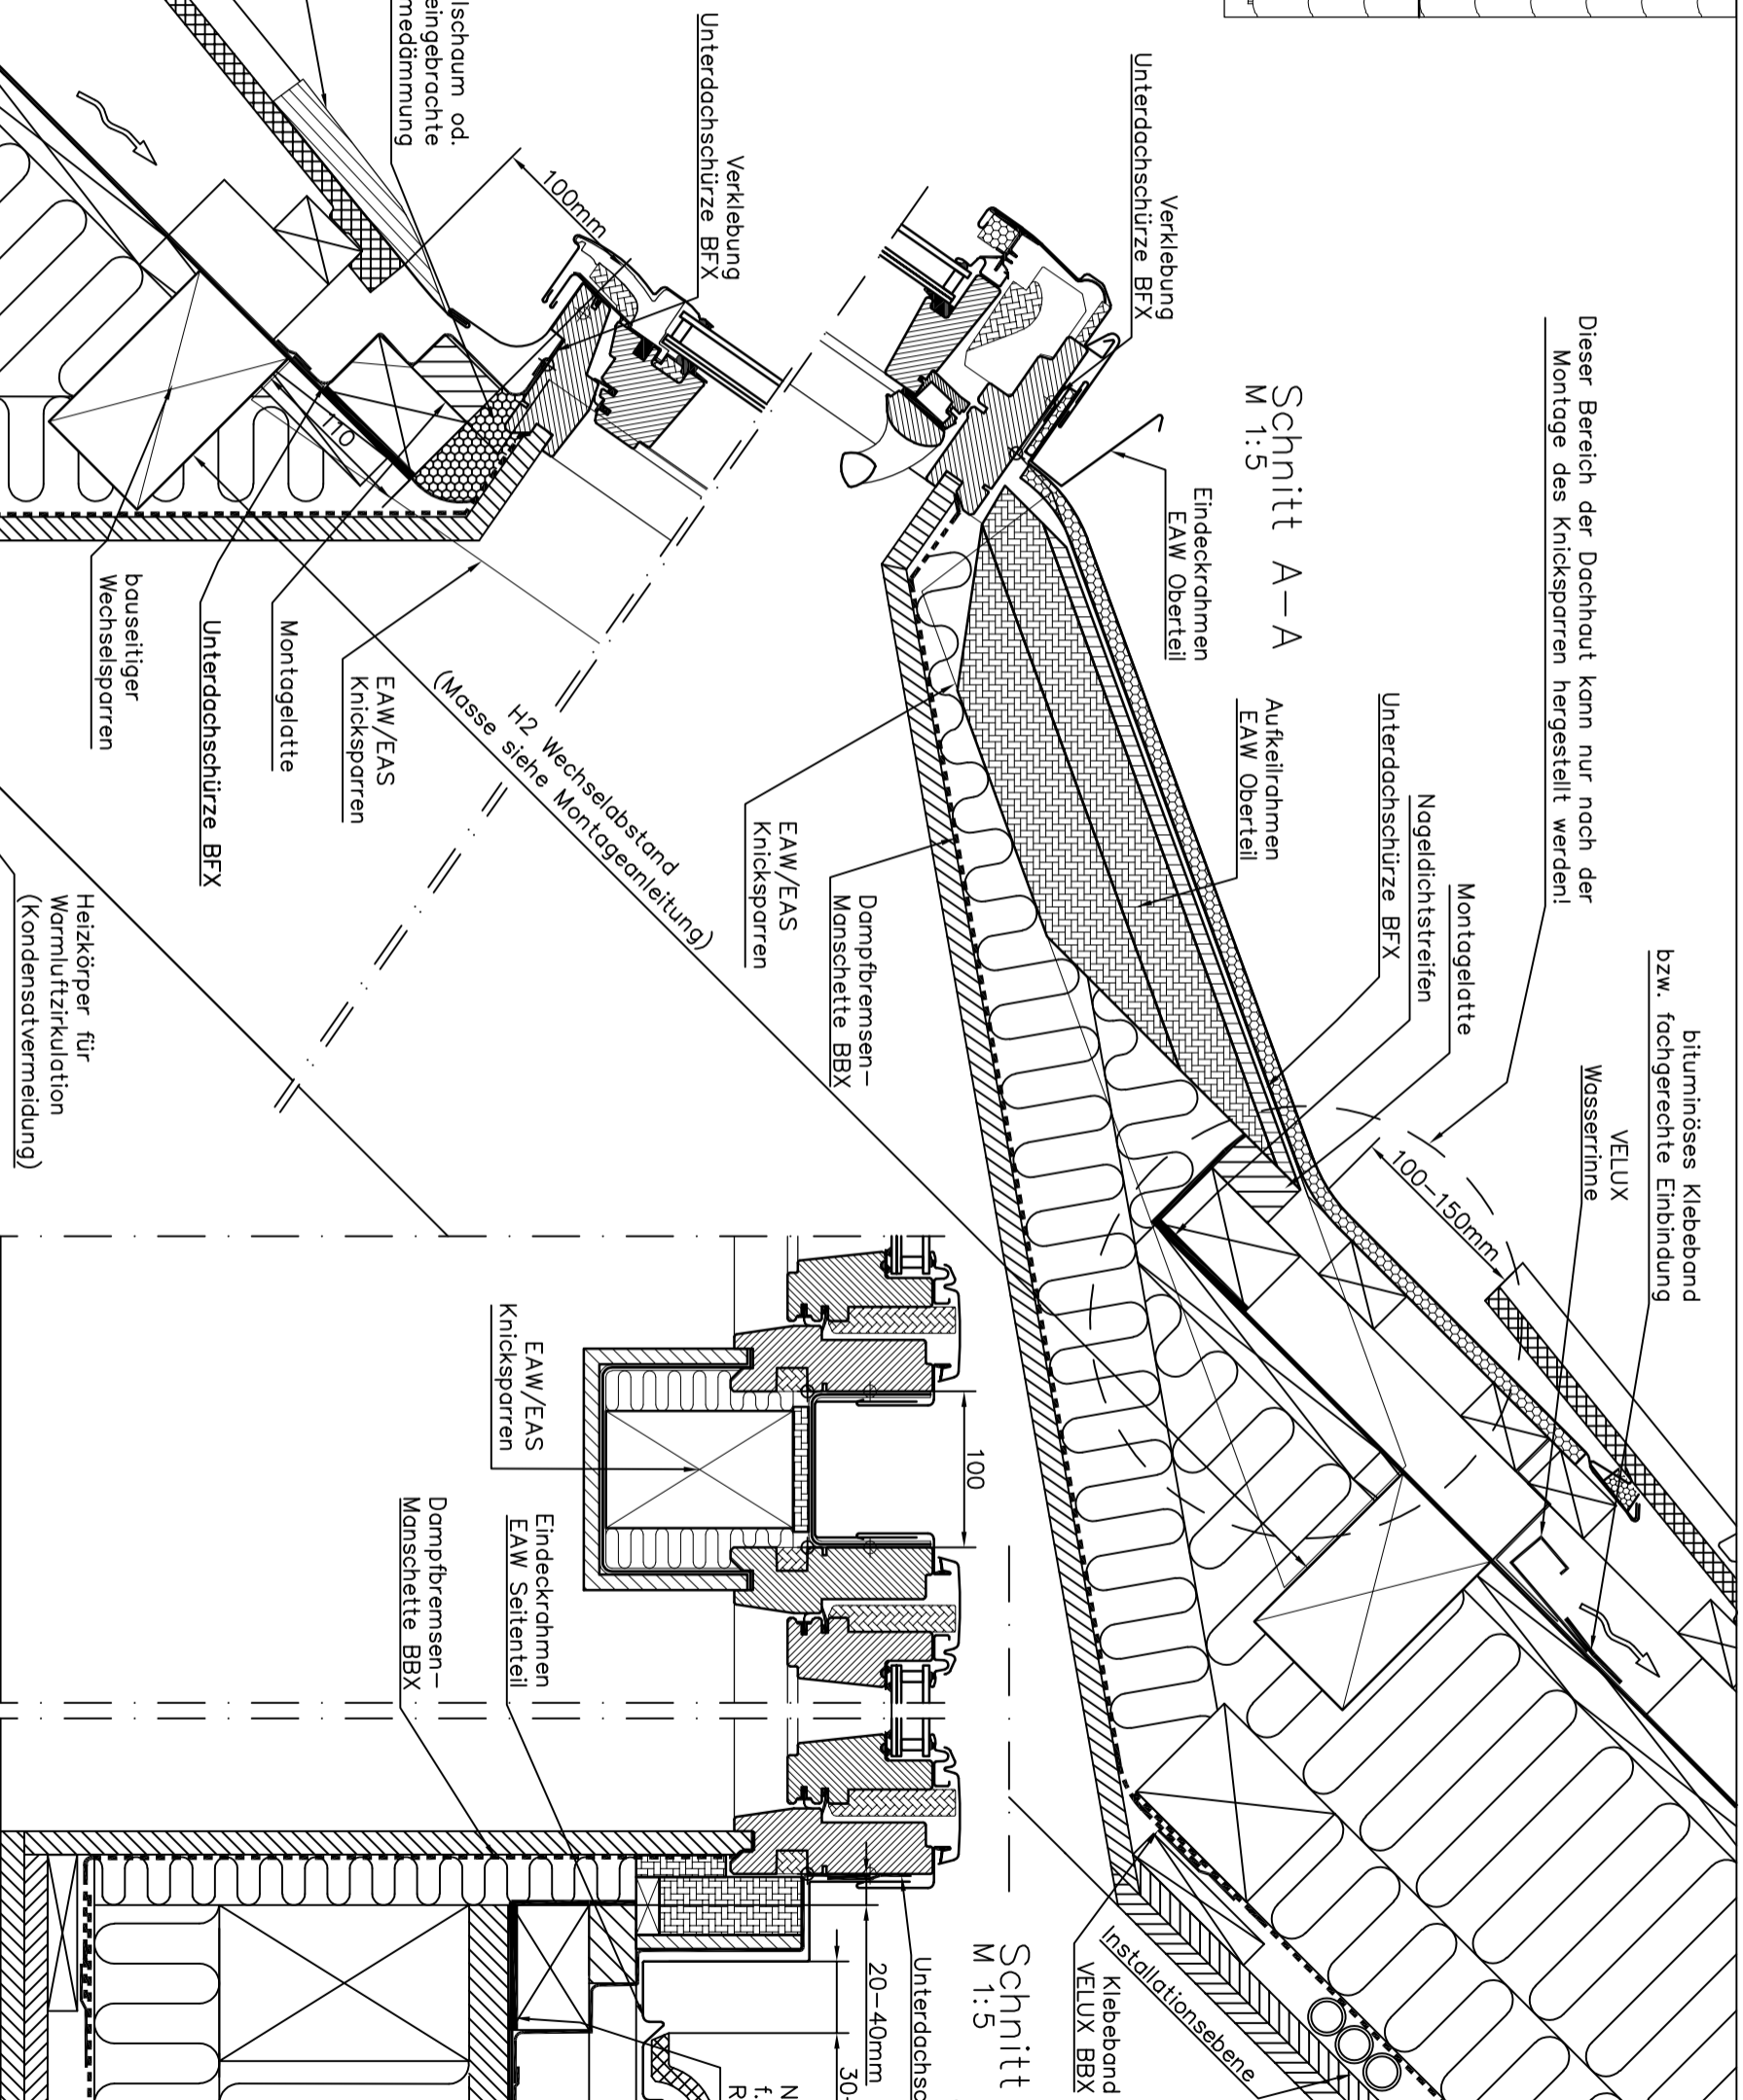 Dieser Bereich der Dachhaut kann nur nach der
Montage des Knicksparren hergestellt werden!
bituminöses Klebeband
bzw. fachgerechte Einbindung
VELUX
Wasserrinne
Montagelatte
Nageldichtstreifen
Unterdachschürze BFX
Aufkeilrahmen
EAW Oberteil
Schnitt A-A
M 1:5
Eindeckrahmen
EAW Oberteil
Verklebung
Unterdachschürze BFX
100-150mm
Verklebung
Unterdachschürze BFX
100mm
lschaum od.
eingebrachte
medämmung
110
Dampfbremsen-
Manschette BBX
EAW/EAS
Knicksparren
H2 Wechselabstand
(Masse siehe Montageanleitung)
EAW/EAS
Knicksparren
Montagelatte
Unterdachschürze BFX
bauseitiger
Wechselsparren
Heizkörper für
Warmluftzirkulation
(Kondensatvermeidung)
Installationsebene
Klebeband
VELUX BBX
Schnitt
M 1:5
100
EAW/EAS
Knicksparren
Eindeckrahmen
EAW Seitenteil
Dampfbremsen-
Manschette BBX
Unterdachsc
20-40mm
30-
N
f.
R